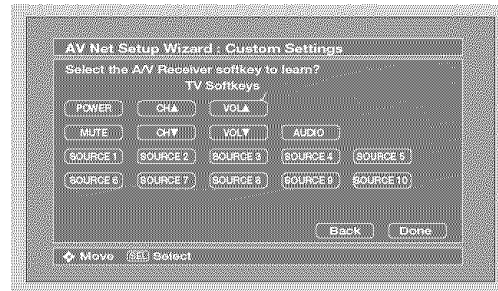 AV Net Setup Wizard : Custom Settings
Select the A/V Receiver softkey to learn?
TV Softkeys
POWER CH▲ VOL▲
MUTE CH▼ VOL▼ AUDIO
SOURCE 1 SOURCE 2 SOURCE 3 SOURCE 4 SOURCE 5
SOURCE 6 SOURCE 7 SOURCE 8 SOURCE 9 SOURCE 10
Back Done
Move SEL Select